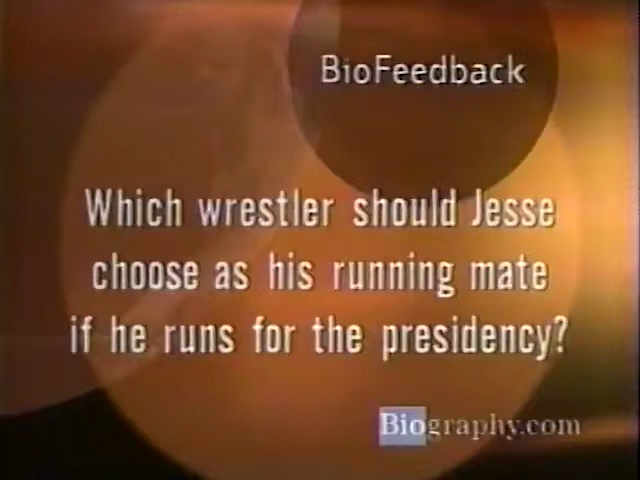 BioFeedback
Which wrestler should Jesse
choose as his running mate
if he runs for the presidency?
Biography.com